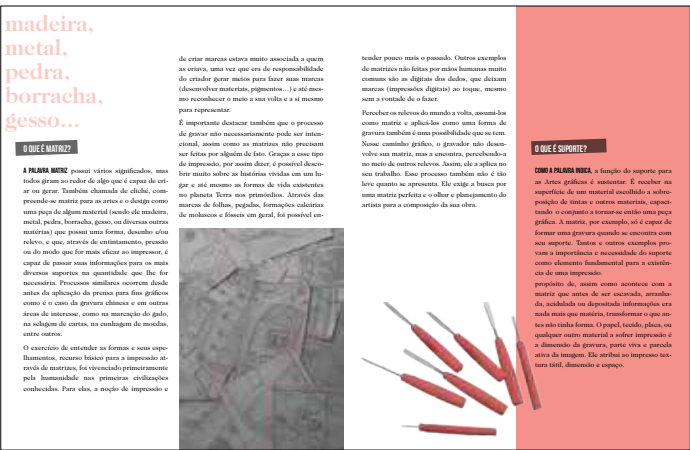 madeira,
metal,
pedra,
borracha,
gesso...
O QUE É MATRIZ?
A PALAVRA MATRIZ possui vários significados, mas
todos giram ao redor de algo que é capaz de cri-
ar ou gerar. Também chamada de clichê, com-
preende-se matriz para as artes e o design como
uma peça de algum material (sendo ele madeira,
metal, pedra, borracha, gesso, ou diversas outras
matérias) que possui uma forma, desenho e/ou
relevo, e que, através de entintamento, pressão
ou do modo que for mais eficaz ao impressor, é
capaz de passar suas informações para os mais
diversos suportes na quantidade que lhe for
necessária. Processos similares ocorrem desde
antes da aplicação da prensa para fins gráficos
como é o caso da gravura chinesa e em outras
áreas de interesse, como na marcação do gado,
na selagem de cartas, na cunhagem de moedas,
entre outros.
O exercício de entender as formas e seus espe-
lhamentos, recurso básico para a impressão at-
ravés de matrizes, foi vivenciado primeiramente
pela humanidade nas primeiras civilizações
conhecidas. Para elas, a noção de impressão e
de criar marcas estava muito associada a quem
as criava, uma vez que era de responsabilidade
do criador gerar meios para fazer suas marcas
(desenvolver materiais, pigmentos...) e até mes-
mo reconhecer o meio a sua volta e a si mesmo
para representar.
É importante destacar também que o processo
de gravar não necessariamente pode ser inten-
cional, assim como as matrizes não precisam
ser feitas por alguém de fato. Graças a esse tipo
de impressão, por assim dizer, é possível desco-
brir muito sobre as histórias vividas em um lu-
gar e até mesmo as formas de vida existentes
no planeta Terra nos primórdios. Através das
marcas de folhas, pegadas, formações calcárias
de moluscos e fósseis em geral, foi possível en-
tender pouco mais o passado. Outros exemplos
de matrizes não feitas por mãos humanas muito
comuns são as digitais dos dedos, que deixam
marcas (impressões digitais) ao toque, mesmo
sem a vontade de o fazer.
Perceber os relevos do mundo a volta, assumi-los
como matriz e aplicá-los como uma forma de
gravura também é uma possibilidade que se tem.
Nesse caminho gráfico, o gravador não desen-
volve sua matriz, mas a encontra, percebendo-a
no meio de outros relevos. Assim, ele a aplica no
seu trabalho. Esse processo também não é tão
leve quanto se apresenta. Ele exige a busca por
uma matriz perfeita e o olhar e planejamento do
artista para a composição da sua obra.
O QUE É SUPORTE?
COMO A PALAVRA INDICA, a função do suporte para
as Artes gráficas é sustentar. É receber na
superfície de um material escolhido a sobre-
posição de tintas e outros materiais, capaci-
tando o conjunto a tornar-se então uma peça
gráfica. A matriz, por exemplo, só é capaz de
formar uma gravura quando se encontra com
seu suporte. Tantos e outros exemplos pro-
vam a importância e necessidade do suporte
como elemento fundamental para a existên-
cia de uma impressão.
propósito de, assim como acontece com a
matriz que antes de ser escavada, arranha-
da, acidulada ou depositada informações era
nada mais que matéria, transformar o que an-
tes não tinha forma. O papel, tecido, placa, ou
qualquer outro material a sofrer impressão é
a dimensão da gravura, parte viva e parcela
ativa da imagem. Ele atribui ao impresso tex-
tura tátil, dimensão e espaço.